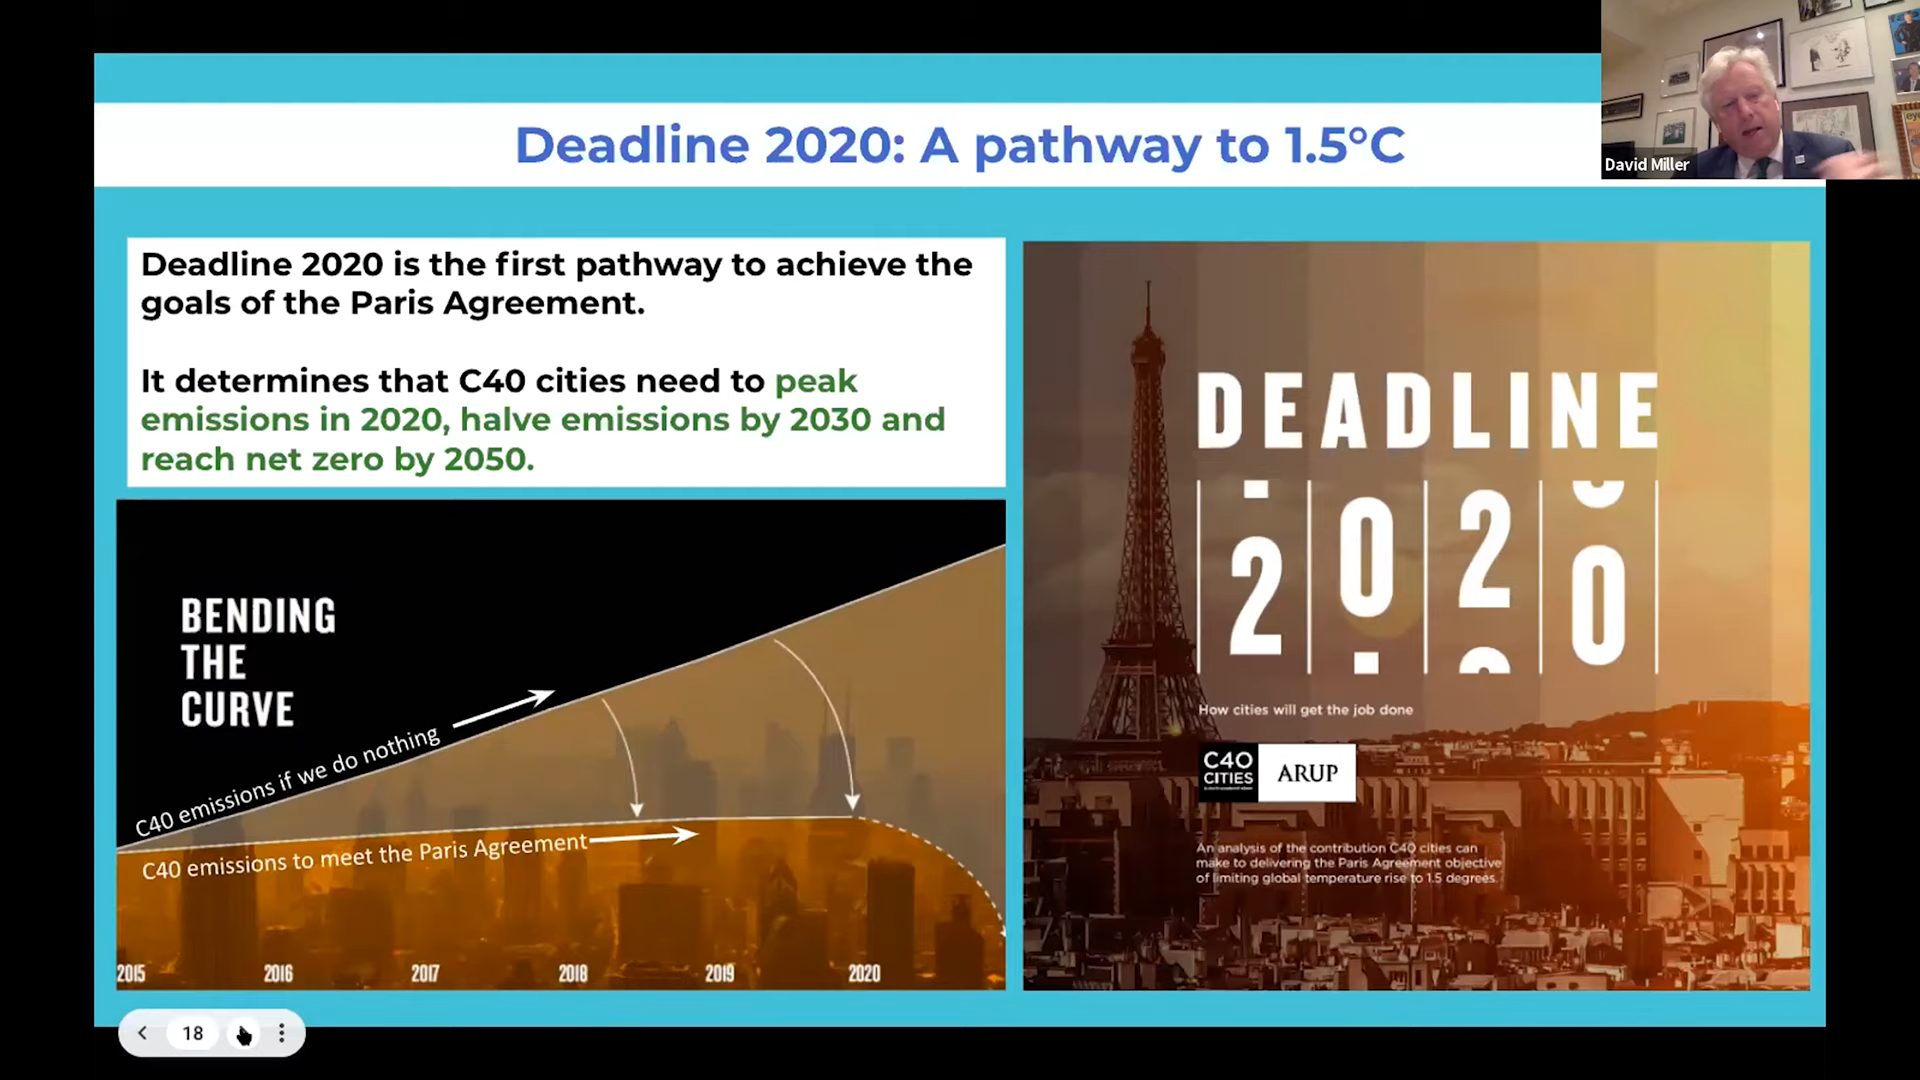 Deadline 2020: A pathway to 1.5°C
David Miller
Deadline 2020 is the first pathway to achieve the
goals of the Paris Agreement.
It determines that C40 cities need to peak
emissions in 2020, halve emissions by 2030 and
reach net zero by 2050.
BENDING
THE
CURVE
C40 emissions if we do nothing
C40 emissions to meet the Paris Agreement
2015 2016 2017 2018 2019 2020
DEADLINE
2020
How cities will get the job done
C40
CITIES
ARUP
An analysis of the contribution C40 cities can
make to delivering the Paris Agreement objective
of limiting global temperature rise to 1.5 degrees.
18